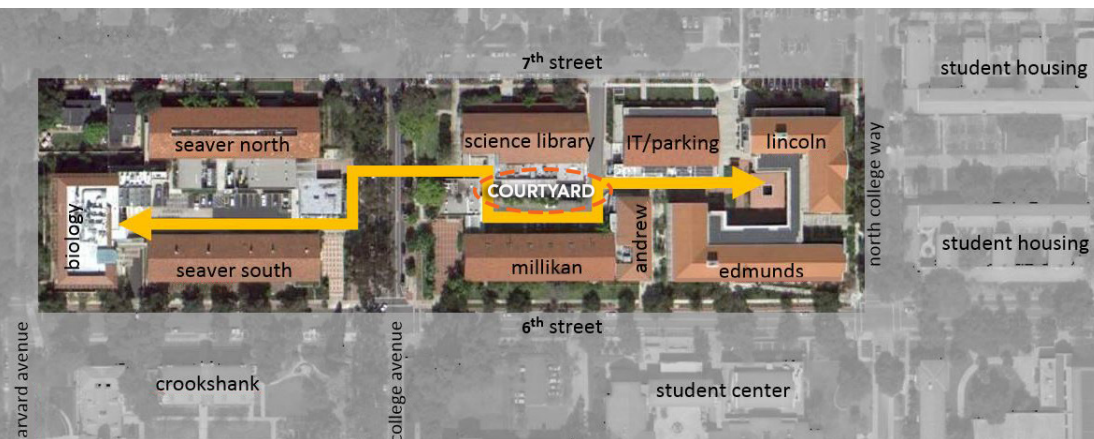 7th street
student housing
seaver north
science library
IT/parking
lincoln
COURTYARD
biology
seaver south
millikan
andrew
edmunds
north college way
student housing
6th street
arvard avenue
crookshank
college avenue
student center